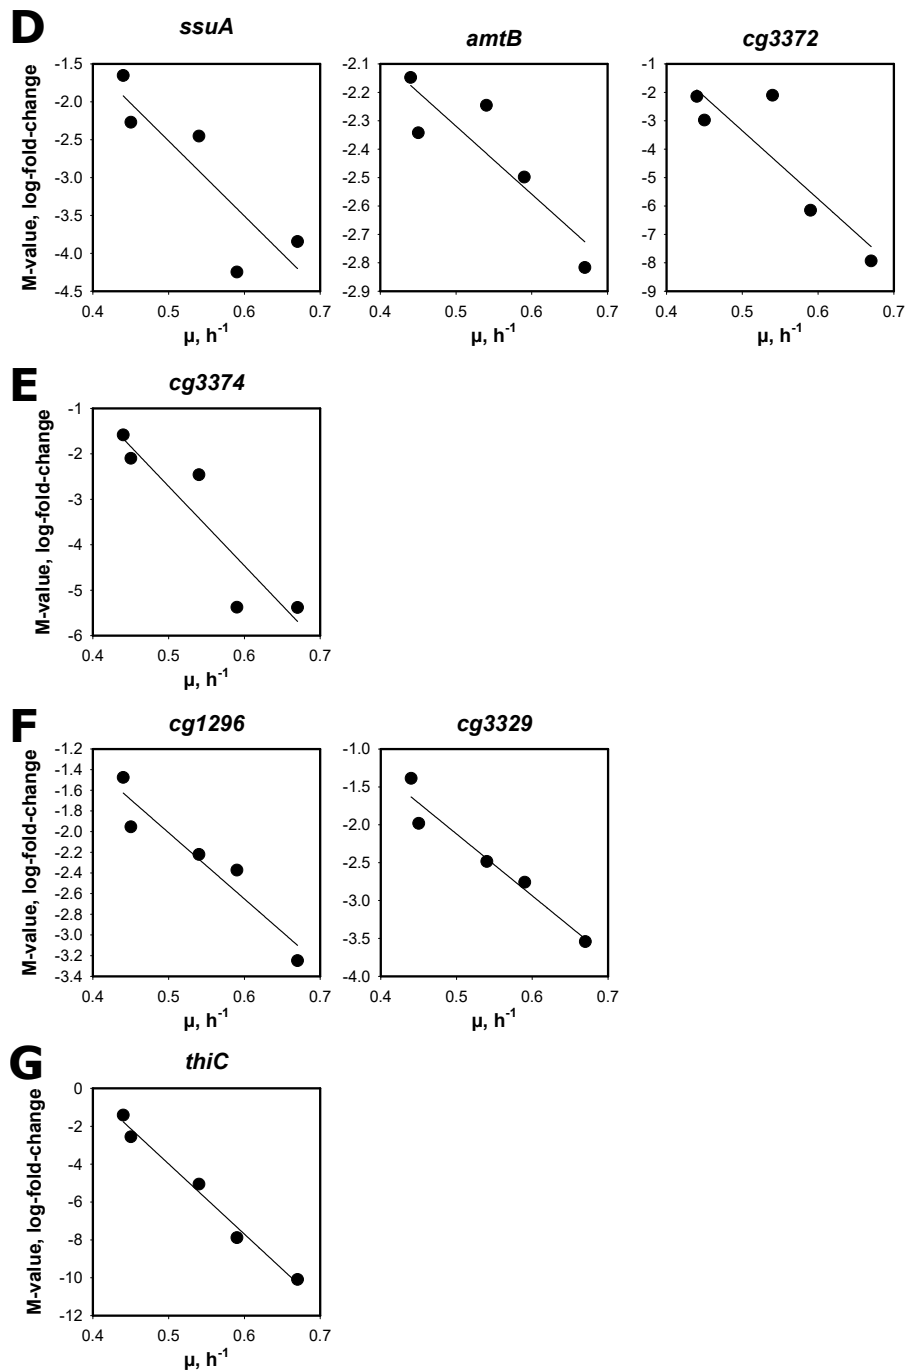 D
ssuA
amtB
cg3372
M-value, log-fold-change
-1.5
-2.0
-2.5
-3.0
-3.5
-4.0
-4.5
0.4 0.5 0.6 0.7
µ, h-1
-2.1
-2.2
-2.3
-2.4
-2.5
-2.6
-2.7
-2.8
-2.9
0.4 0.5 0.6 0.7
µ, h-1
-1
-2
-3
-4
-5
-6
-7
-8
-9
0.4 0.5 0.6 0.7
µ, h-1
E
cg3374
M-value, log-fold-change
-1
-2
-3
-4
-5
-6
0.4 0.5 0.6 0.7
µ, h-1
F
cg1296
cg3329
M-value, log-fold-change
-1.2
-1.4
-1.6
-1.8
-2.0
-2.2
-2.4
-2.6
-2.8
-3.0
-3.2
-3.4
0.4 0.5 0.6 0.7
µ, h-1
-1.0
-1.5
-2.0
-2.5
-3.0
-3.5
-4.0
0.4 0.5 0.6 0.7
µ, h-1
G
thiC
M-value, log-fold-change
0
-2
-4
-6
-8
-10
-12
0.4 0.5 0.6 0.7
µ, h-1